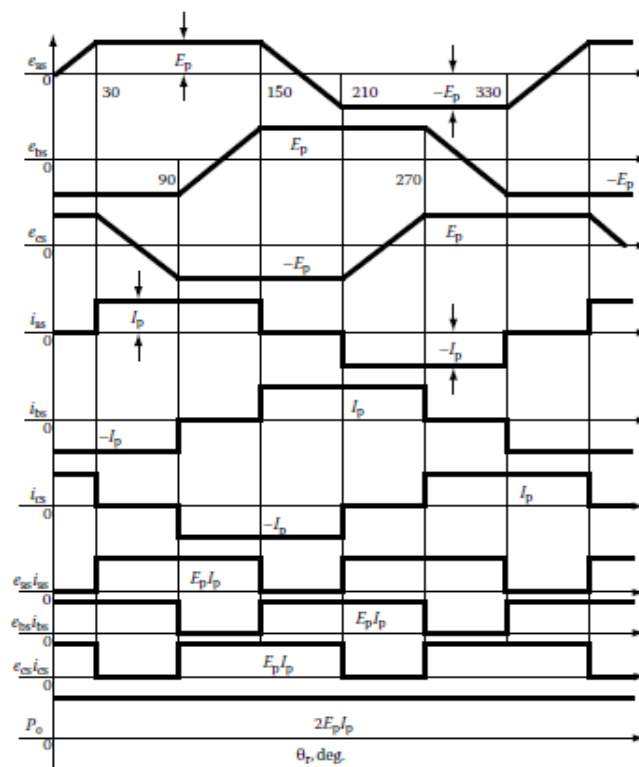 e_as E_p
0 30 150 210 −E_p 330
e_bs E_p
0 90 270 −E_p
e_cs E_p
0 −E_p
i_as I_p
0 −I_p
i_bs I_p
0 −I_p
i_cs I_p
0 −I_p
e_as i_as E_p I_p
0
e_bs i_bs E_p I_p
0
e_cs i_cs E_p I_p
0
P_o 2E_p I_p
0
θ_r, deg.